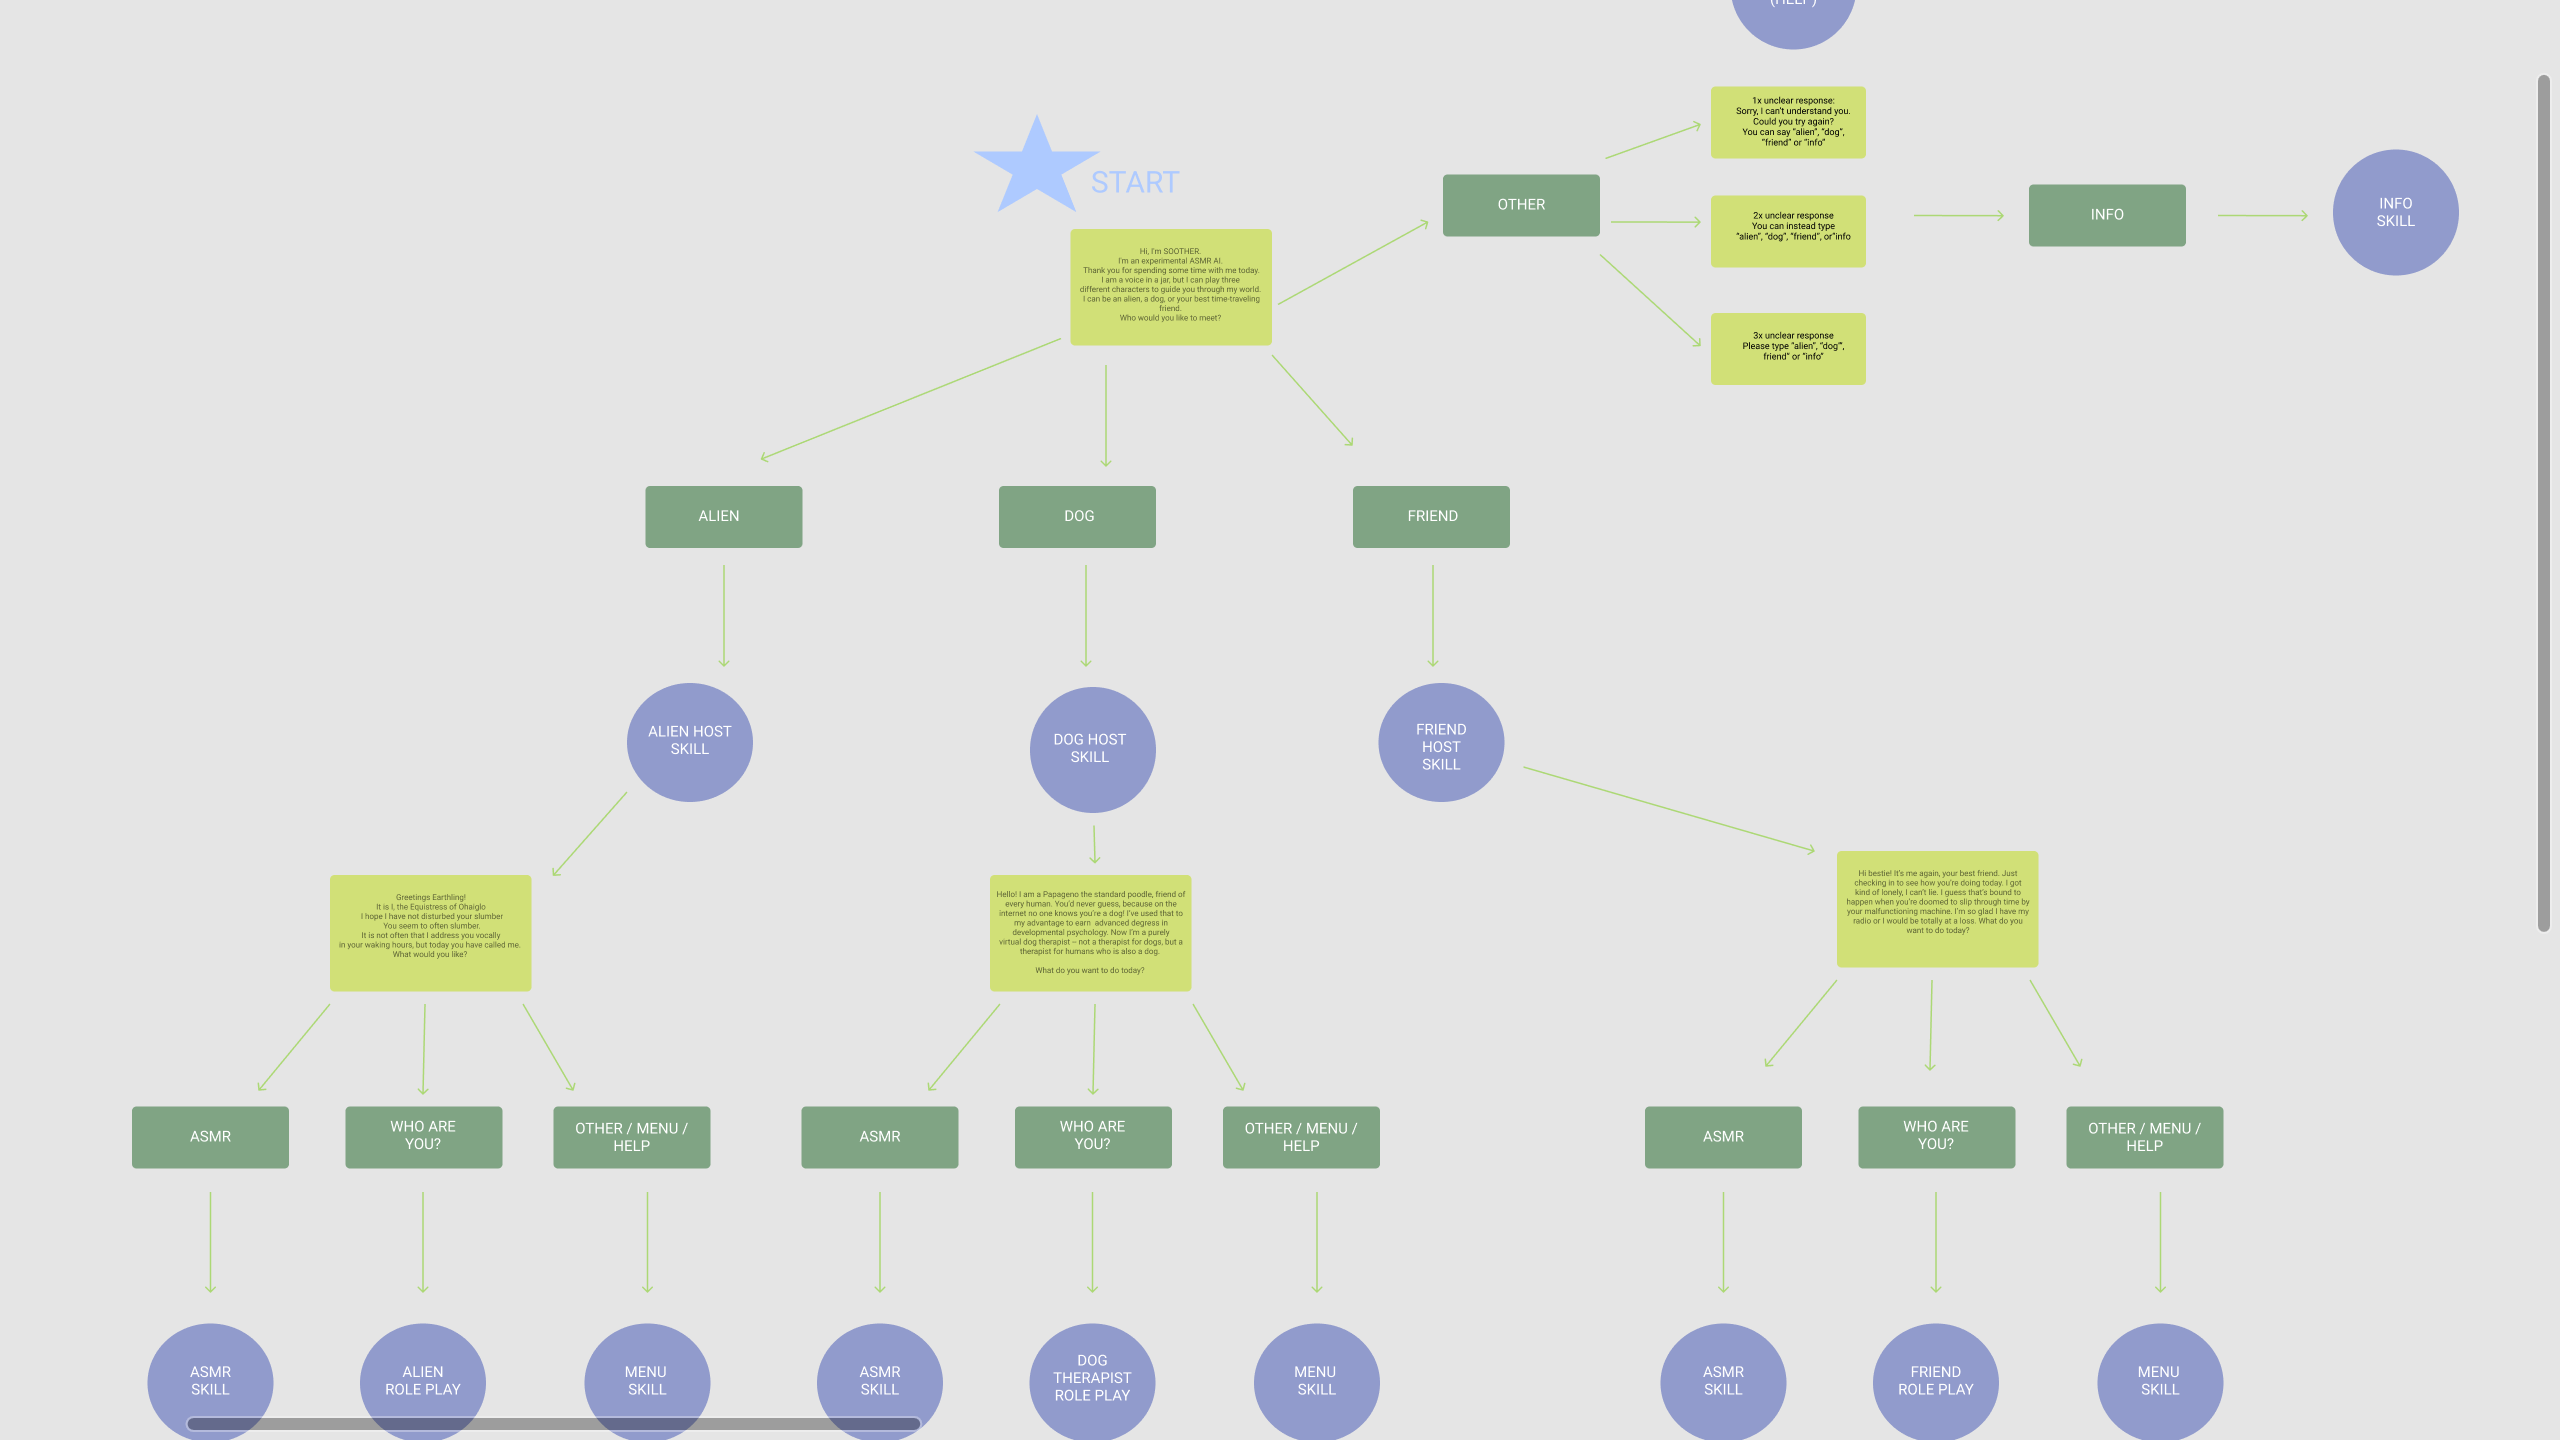 (HELP)
1x unclear response:
Sorry, I can't understand you.
Could you try again?
You can say “alien”, “dog”,
“friend” or “info”
START
OTHER
2x unclear response
You can instead type
“alien”, “dog”, “friend”, or“info
INFO
INFO
SKILL
Hi, I'm SOOTHER.
I'm an experimental ASMR AI.
Thank you for spending some time with me today.
I am a voice in a jar, but I can play three
different characters to guide you through my world.
I can be an alien, a dog, or your best time-traveling
friend.
Who would you like to meet?
3x unclear response
Please type “alien”, “dog””,
friend” or “info”
ALIEN
DOG
FRIEND
ALIEN HOST
SKILL
DOG HOST
SKILL
FRIEND
HOST
SKILL
Greetings Earthling!
It is I, the Equistress of Ohaiglo
I hope I have not disturbed your slumber
You seem to often slumber.
It is not often that I address you vocally
in your waking hours, but today you have called me.
What would you like?
Hello! I am a Papageno the standard poodle, friend of
every human. You'd never guess, because on the
internet no one knows you're a dog! I've used that to
my advantage to earn  advanced degress in
developmental psychology. Now I'm a purely
virtual dog therapist – not a therapist for dogs, but a
therapist for humans who is also a dog.
What do you want to do today?
Hi bestie! It's me again, your best friend. Just
checking in to see how you're doing today. I got
kind of lonely, I can't lie. I guess that's bound to
happen when you're doomed to slip through time by
your malfunctioning machine. I'm so glad I have my
radio or I would be totally at a loss. What do you
want to do today?
ASMR
WHO ARE
YOU?
OTHER / MENU /
HELP
ASMR
WHO ARE
YOU?
OTHER / MENU /
HELP
ASMR
WHO ARE
YOU?
OTHER / MENU /
HELP
ASMR
SKILL
ALIEN
ROLE PLAY
MENU
SKILL
ASMR
SKILL
DOG
THERAPIST
ROLE PLAY
MENU
SKILL
ASMR
SKILL
FRIEND
ROLE PLAY
MENU
SKILL